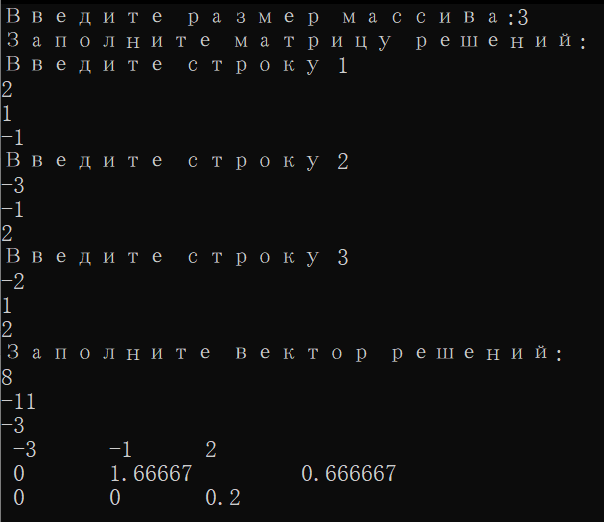 Введите размер массива:3
Заполните матрицу решений:
Введите строку 1
2
1
-1
Введите строку 2
-3
-1
2
Введите строку 3
-2
1
2
Заполните вектор решений:
8
-11
-3
-3 -1 2
0 1.66667 0.666667
0 0 0.2